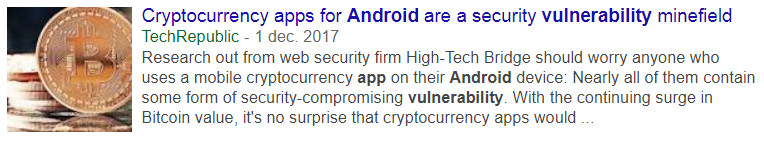 Cryptocurrency apps for Android are a security vulnerability minefield
TechRepublic - 1 dec. 2017
Research out from web security firm High-Tech Bridge should worry anyone who
uses a mobile cryptocurrency app on their Android device: Nearly all of them contain
some form of security-compromising vulnerability. With the continuing surge in
Bitcoin value, it's no surprise that cryptocurrency apps would ...